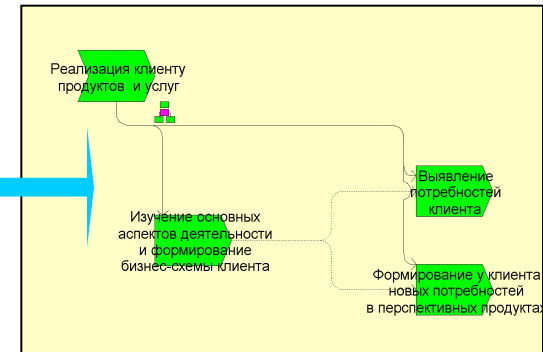 Реализация клиенту
продуктов и услуг
Выявление
потребностей
клиента
Изучение основных
аспектов деятельности
и формирование
бизнес-схемы клиента
Формирование у клиента
новых потребностей
в перспективных продуктах